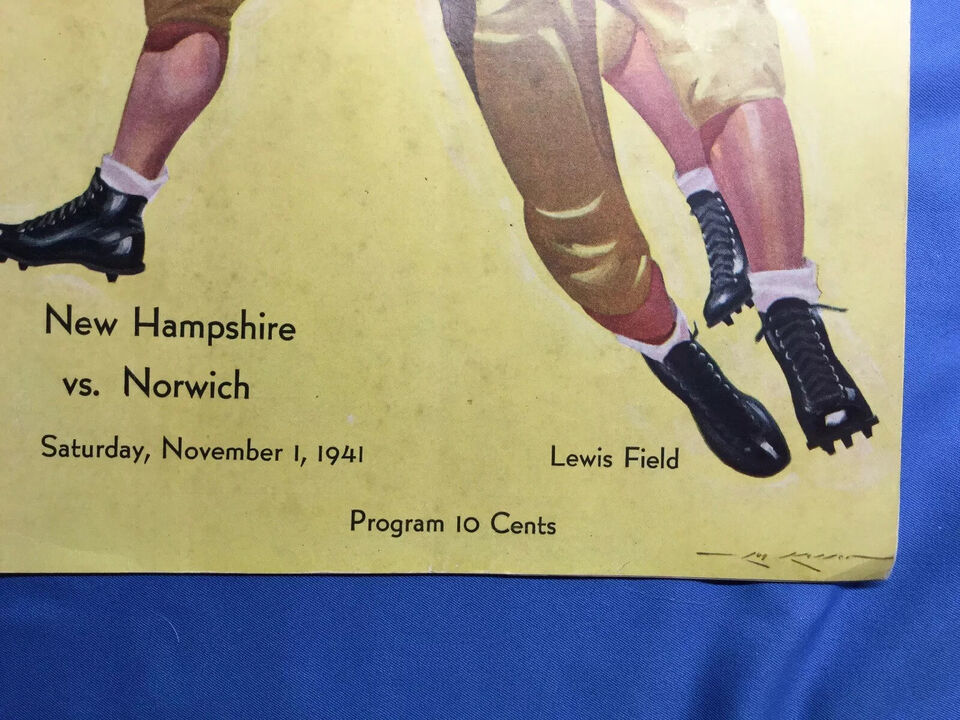 New Hampshire
vs. Norwich
Saturday, November 1, 1941
Lewis Field
Program 10 Cents